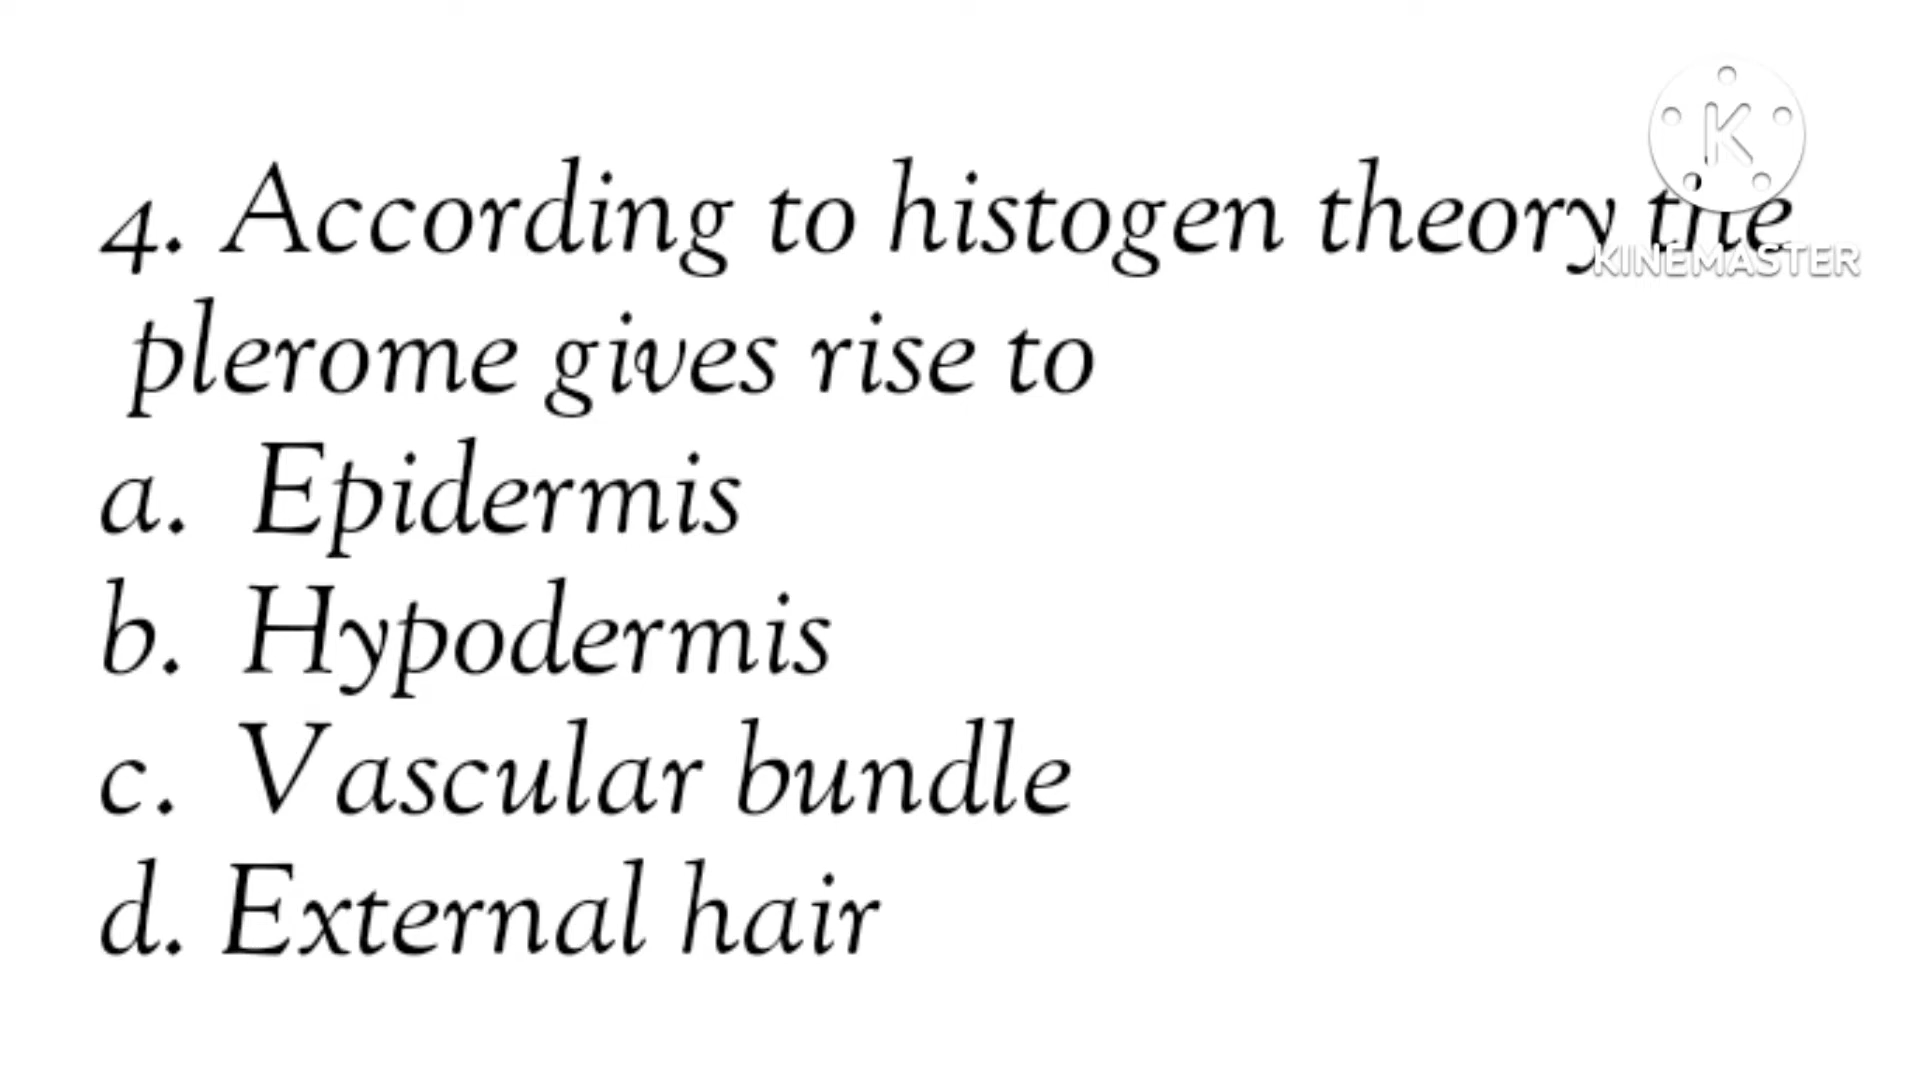 4. According to histogen theory the
plerome gives rise to
a. Epidermis
b. Hypodermis
c. Vascular bundle
d. External hair
K
KINEMASTER